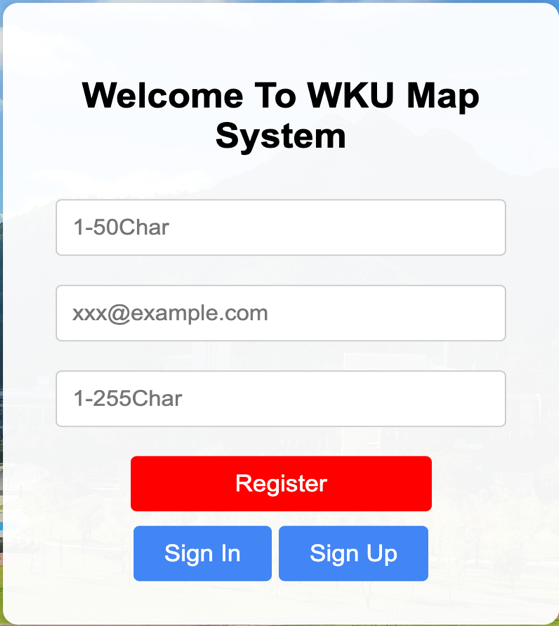 Welcome To WKU Map
System
1-50Char
xxx@example.com
1-255Char
Register
Sign In Sign Up